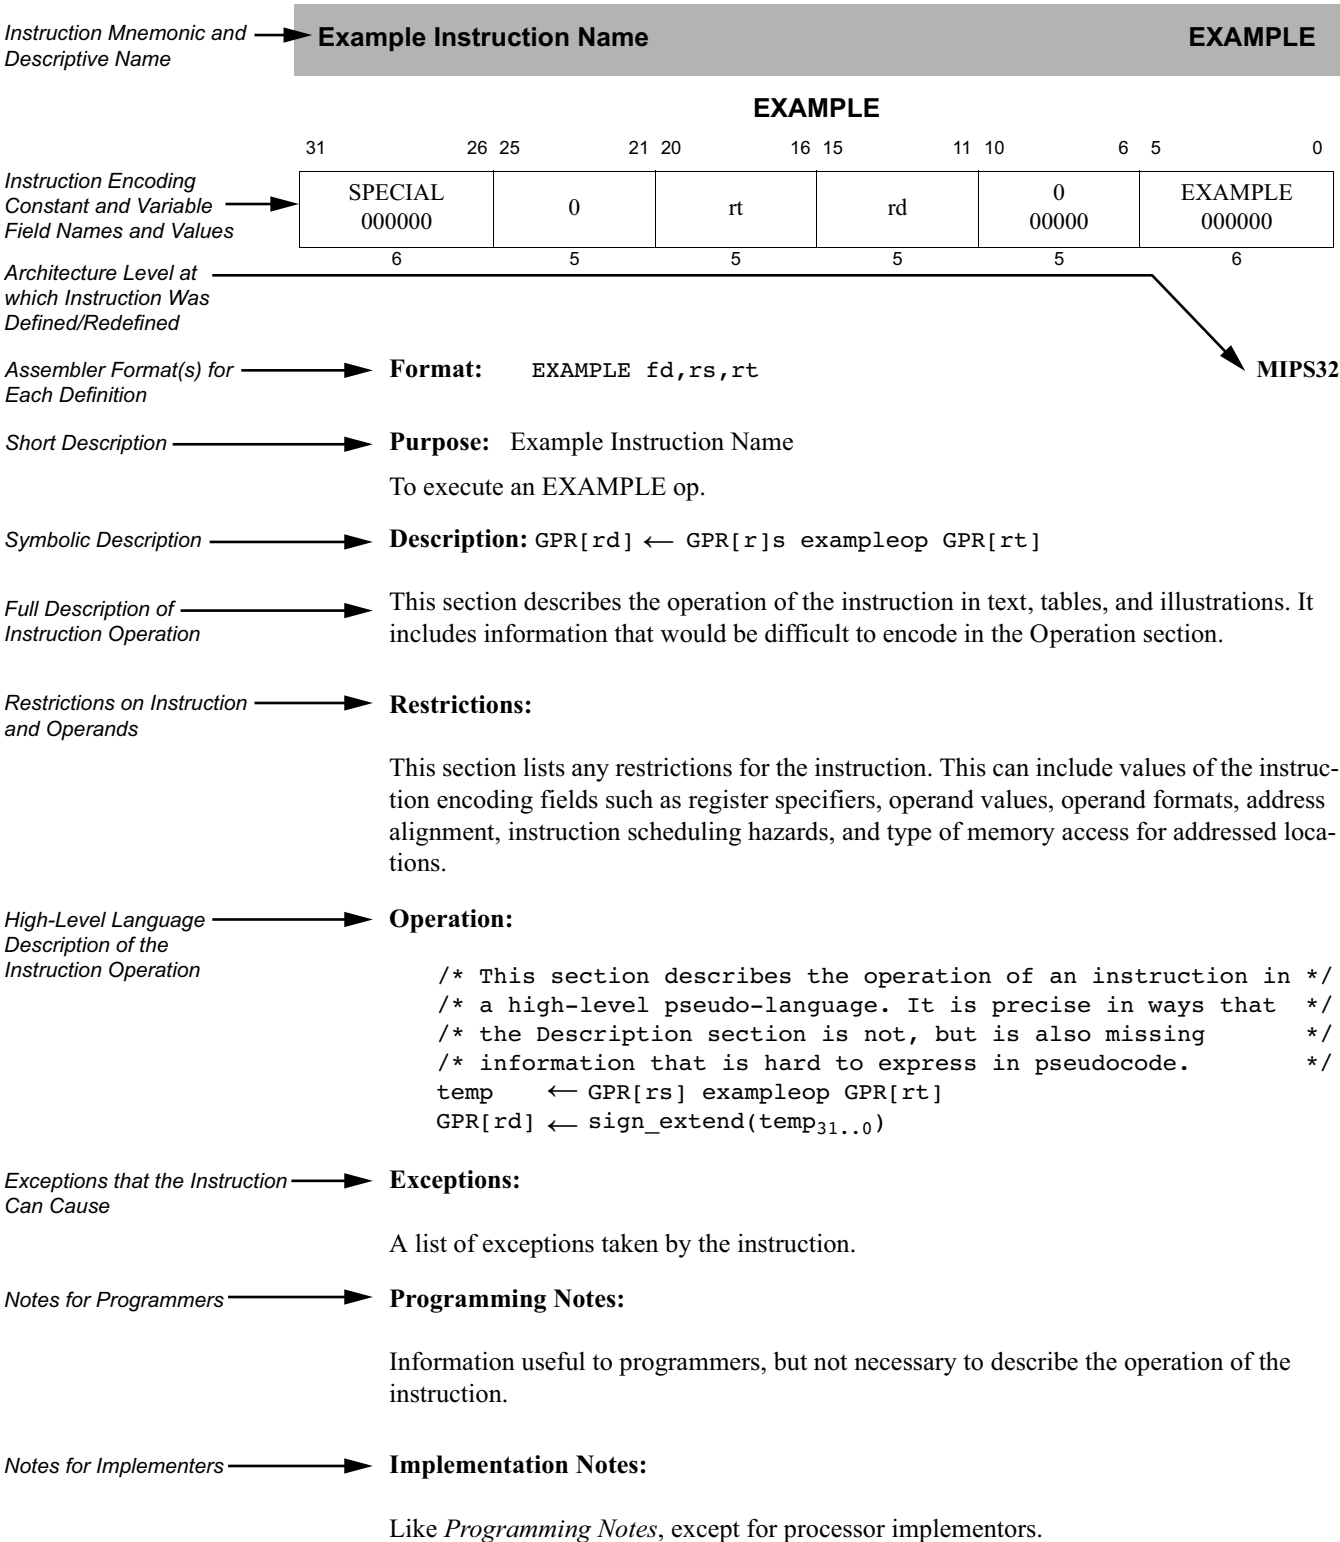 Instruction Mnemonic and
Descriptive Name
Example Instruction Name EXAMPLE
EXAMPLE
31 26 25 21 20 16 15 11 10 6 5 0
Instruction Encoding
Constant and Variable
Field Names and Values
SPECIAL
000000
0
rt
rd
0
00000
EXAMPLE
000000
6 5 5 5 5 6
Architecture Level at
which Instruction Was
Defined/Redefined
Assembler Format(s) for
Each Definition
Format: EXAMPLE fd,rs,rt MIPS32
Short Description
Purpose: Example Instruction Name
To execute an EXAMPLE op.
Symbolic Description
Description: GPR[rd] ← GPR[r]s exampleop GPR[rt]
Full Description of
Instruction Operation
This section describes the operation of the instruction in text, tables, and illustrations. It
includes information that would be difficult to encode in the Operation section.
Restrictions on Instruction
and Operands
Restrictions:
This section lists any restrictions for the instruction. This can include values of the instruc-
tion encoding fields such as register specifiers, operand values, operand formats, address
alignment, instruction scheduling hazards, and type of memory access for addressed loca-
tions.
High-Level Language
Description of the
Instruction Operation
Operation:
/* This section describes the operation of an instruction in */
/* a high-level pseudo-language. It is precise in ways that */
/* the Description section is not, but is also missing */
/* information that is hard to express in pseudocode. */
temp ← GPR[rs] exampleop GPR[rt]
GPR[rd] ← sign_extend(temp31..0)
Exceptions that the Instruction
Can Cause
Exceptions:
A list of exceptions taken by the instruction.
Notes for Programmers
Programming Notes:
Information useful to programmers, but not necessary to describe the operation of the
instruction.
Notes for Implementers
Implementation Notes:
Like Programming Notes, except for processor implementors.